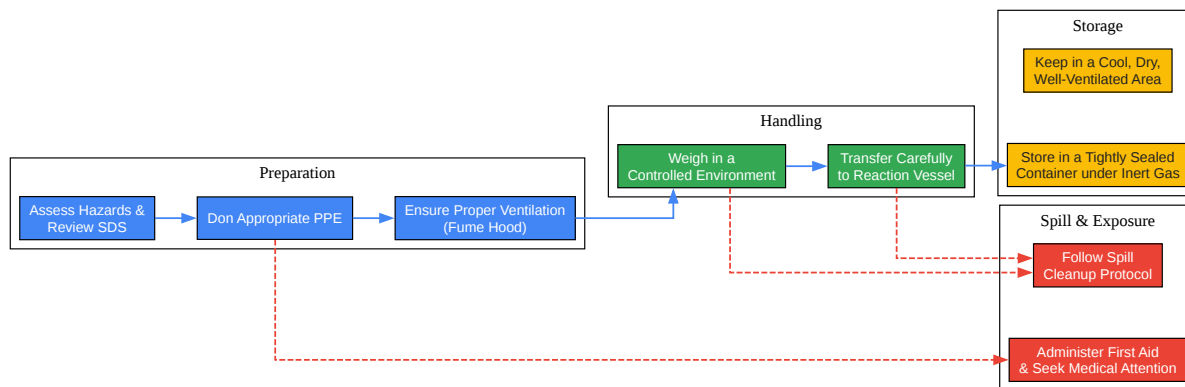 Preparation
Assess Hazards &
Review SDS
Don Appropriate PPE
Ensure Proper Ventilation
(Fume Hood)
Handling
Weigh in a
Controlled Environment
Transfer Carefully
to Reaction Vessel
Storage
Keep in a Cool, Dry,
Well-Ventilated Area
Store in a Tightly Sealed
Container under Inert Gas
Spill & Exposure
Follow Spill
Cleanup Protocol
Administer First Aid
& Seek Medical Attention